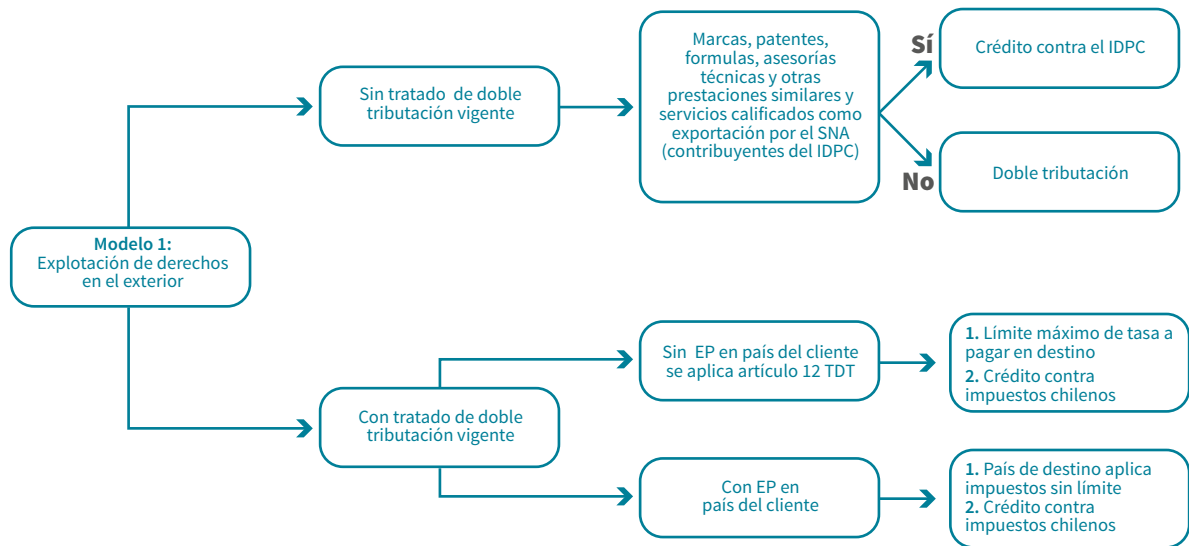 Modelo 1:
Explotación de derechos
en el exterior
Sin tratado de doble
tributación vigente
Marcas, patentes,
formulas, asesorías
técnicas y otras
prestaciones similares y
servicios calificados como
exportación por el SNA
(contribuyentes del IDPC)
Sí
Crédito contra el IDPC
No
Doble tributación
Con tratado de doble
tributación vigente
Sin EP en país del cliente
se aplica artículo 12 TDT
1. Límite máximo de tasa a
pagar en destino
2. Crédito contra
impuestos chilenos
Con EP en
país del cliente
1. País de destino aplica
impuestos sin límite
2. Crédito contra
impuestos chilenos